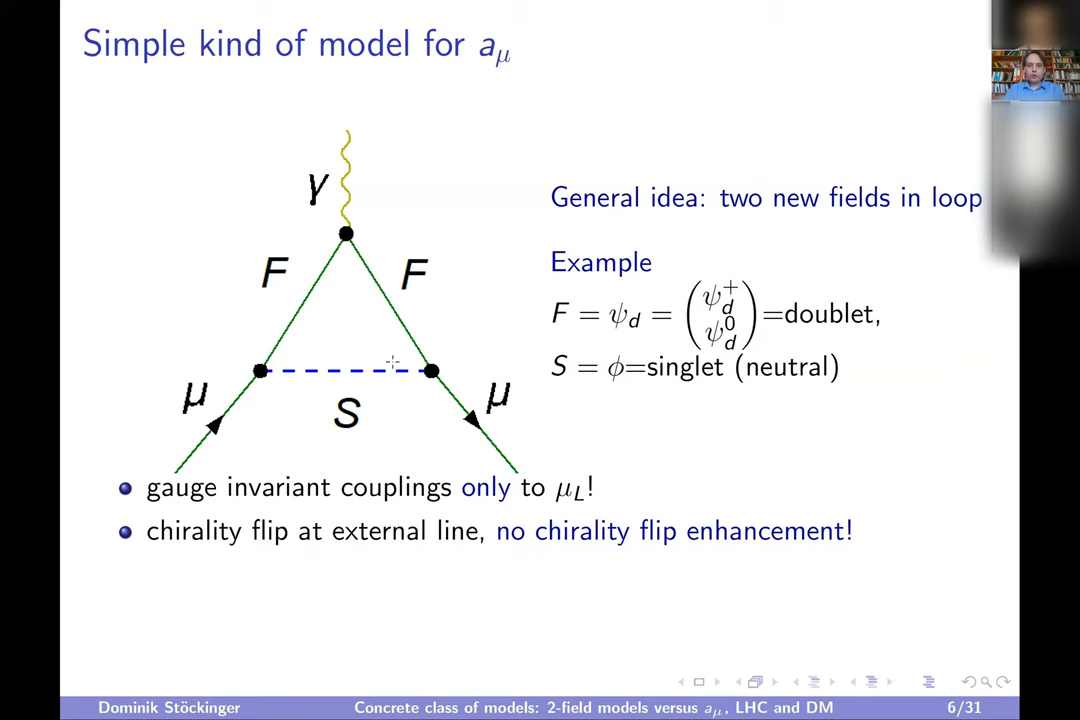 Simple kind of model for aμ
γ
General idea: two new fields in loop
F
F
Example
F = ψd = (ψd+ ψd0) =doublet,
S = ϕ=singlet (neutral)
μ
μ
S
gauge invariant couplings only to μL!
chirality flip at external line, no chirality flip enhancement!
Dominik Stöckinger
Concrete class of models: 2-field models versus aμ, LHC and DM
6/31